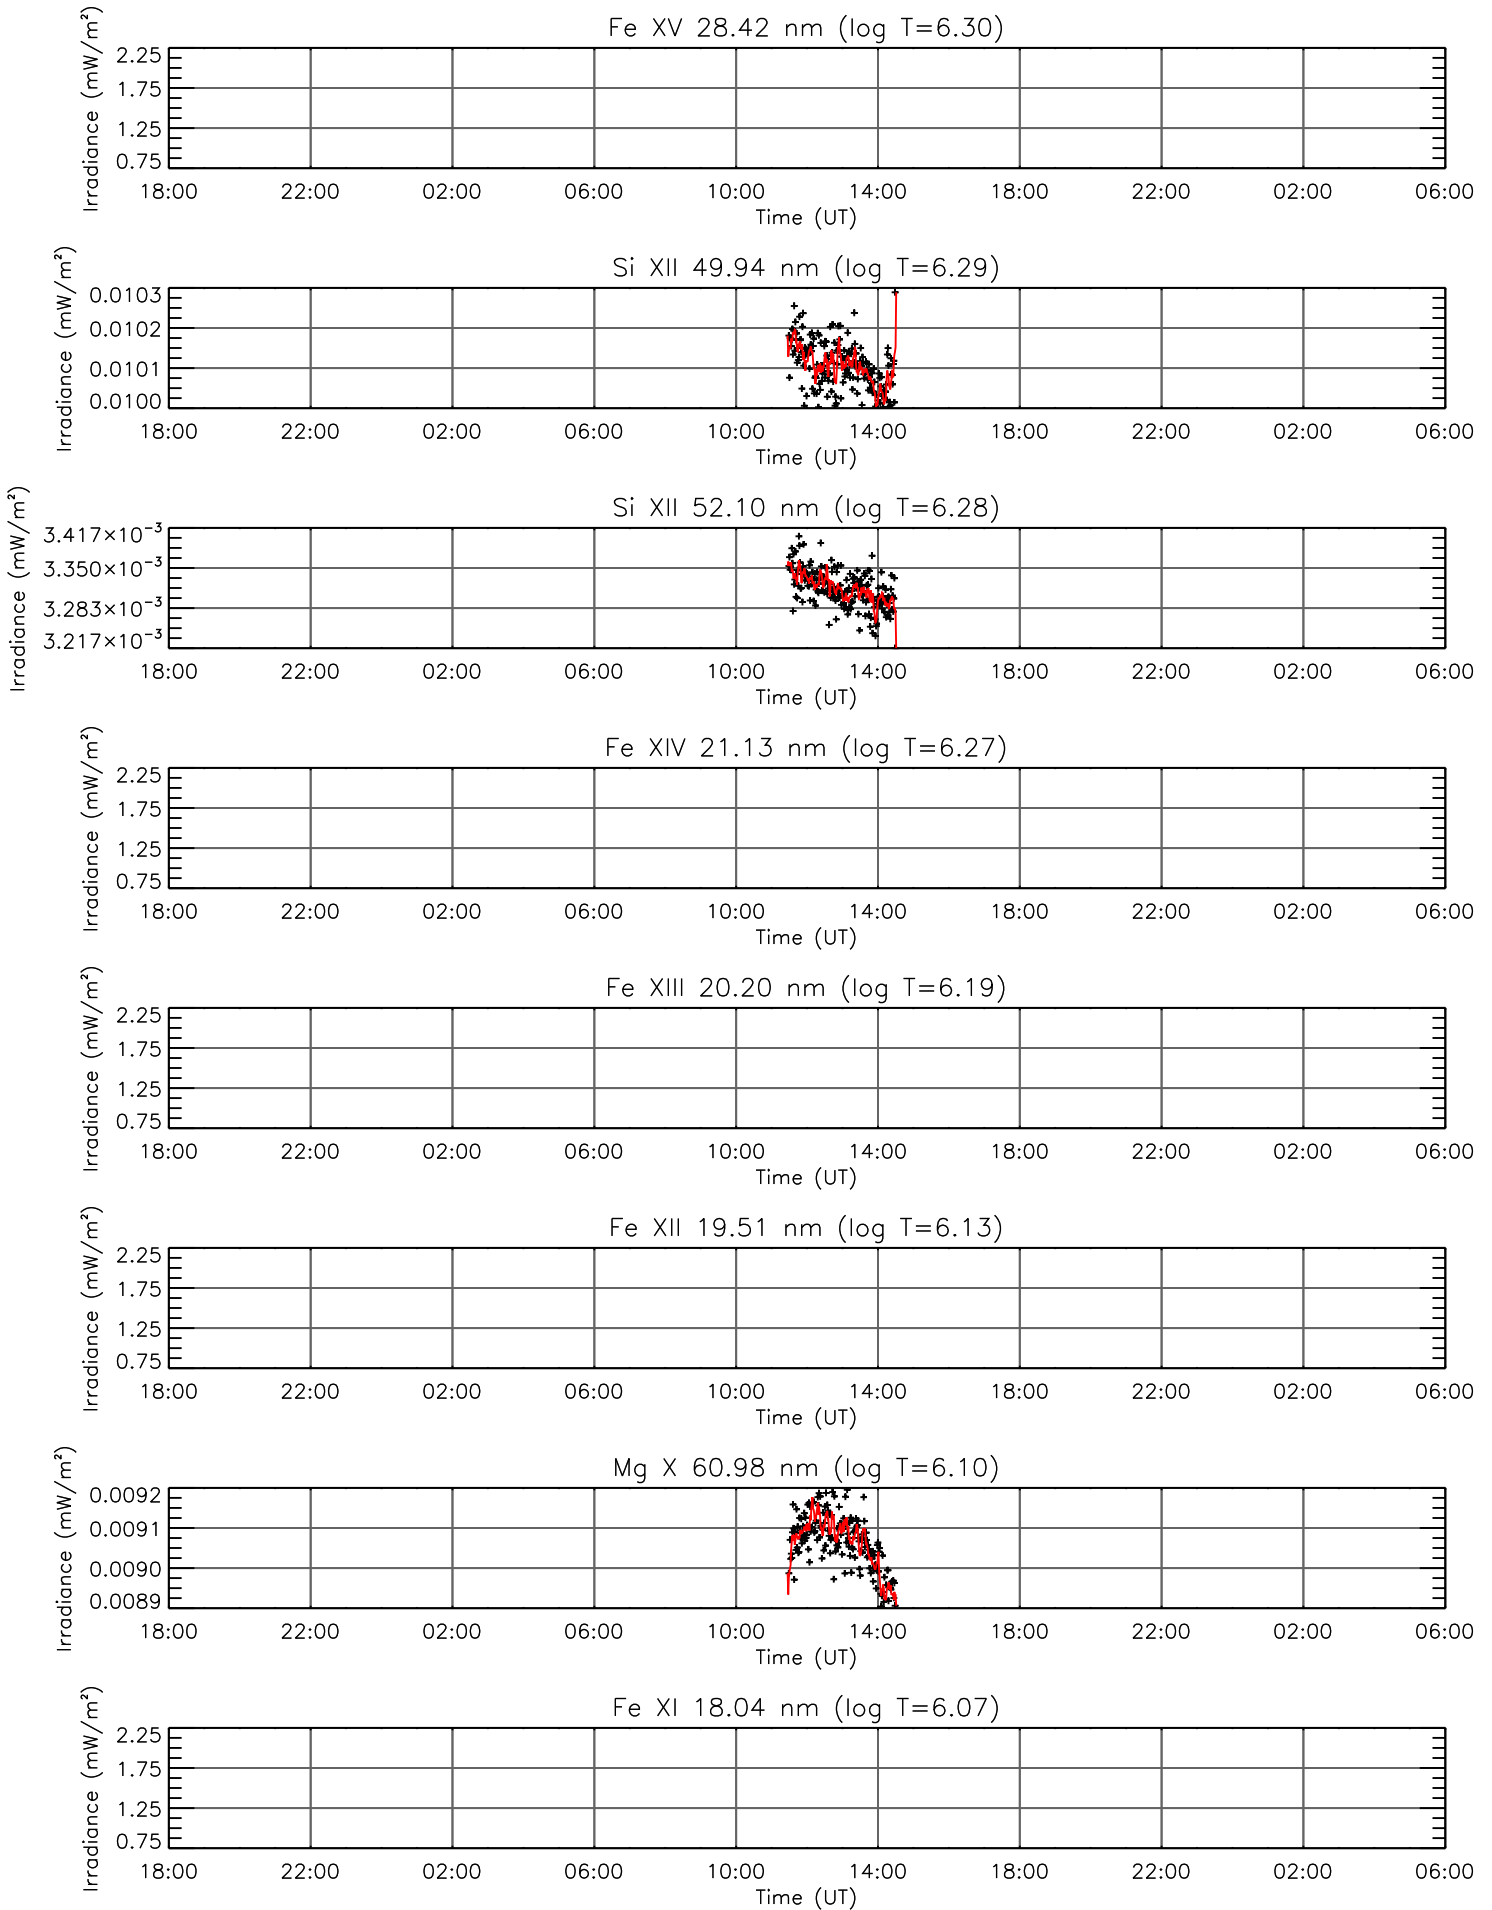 Fe XV 28.42 nm (log T=6.30)
Irradiance (mW/m²)
2.25
1.75
1.25
0.75
18:00 22:00 02:00 06:00 10:00 14:00 18:00 22:00 02:00 06:00
Time (UT)
Si XII 49.94 nm (log T=6.29)
Irradiance (mW/m²)
0.0103
0.0102
0.0101
0.0100
18:00 22:00 02:00 06:00 10:00 14:00 18:00 22:00 02:00 06:00
Time (UT)
Si XII 52.10 nm (log T=6.28)
Irradiance (mW/m²)
3.417×10⁻³
3.350×10⁻³
3.283×10⁻³
3.217×10⁻³
18:00 22:00 02:00 06:00 10:00 14:00 18:00 22:00 02:00 06:00
Time (UT)
Fe XIV 21.13 nm (log T=6.27)
Irradiance (mW/m²)
2.25
1.75
1.25
0.75
18:00 22:00 02:00 06:00 10:00 14:00 18:00 22:00 02:00 06:00
Time (UT)
Fe XIII 20.20 nm (log T=6.19)
Irradiance (mW/m²)
2.25
1.75
1.25
0.75
18:00 22:00 02:00 06:00 10:00 14:00 18:00 22:00 02:00 06:00
Time (UT)
Fe XII 19.51 nm (log T=6.13)
Irradiance (mW/m²)
2.25
1.75
1.25
0.75
18:00 22:00 02:00 06:00 10:00 14:00 18:00 22:00 02:00 06:00
Time (UT)
Mg X 60.98 nm (log T=6.10)
Irradiance (mW/m²)
0.0092
0.0091
0.0090
0.0089
18:00 22:00 02:00 06:00 10:00 14:00 18:00 22:00 02:00 06:00
Time (UT)
Fe XI 18.04 nm (log T=6.07)
Irradiance (mW/m²)
2.25
1.75
1.25
0.75
18:00 22:00 02:00 06:00 10:00 14:00 18:00 22:00 02:00 06:00
Time (UT)